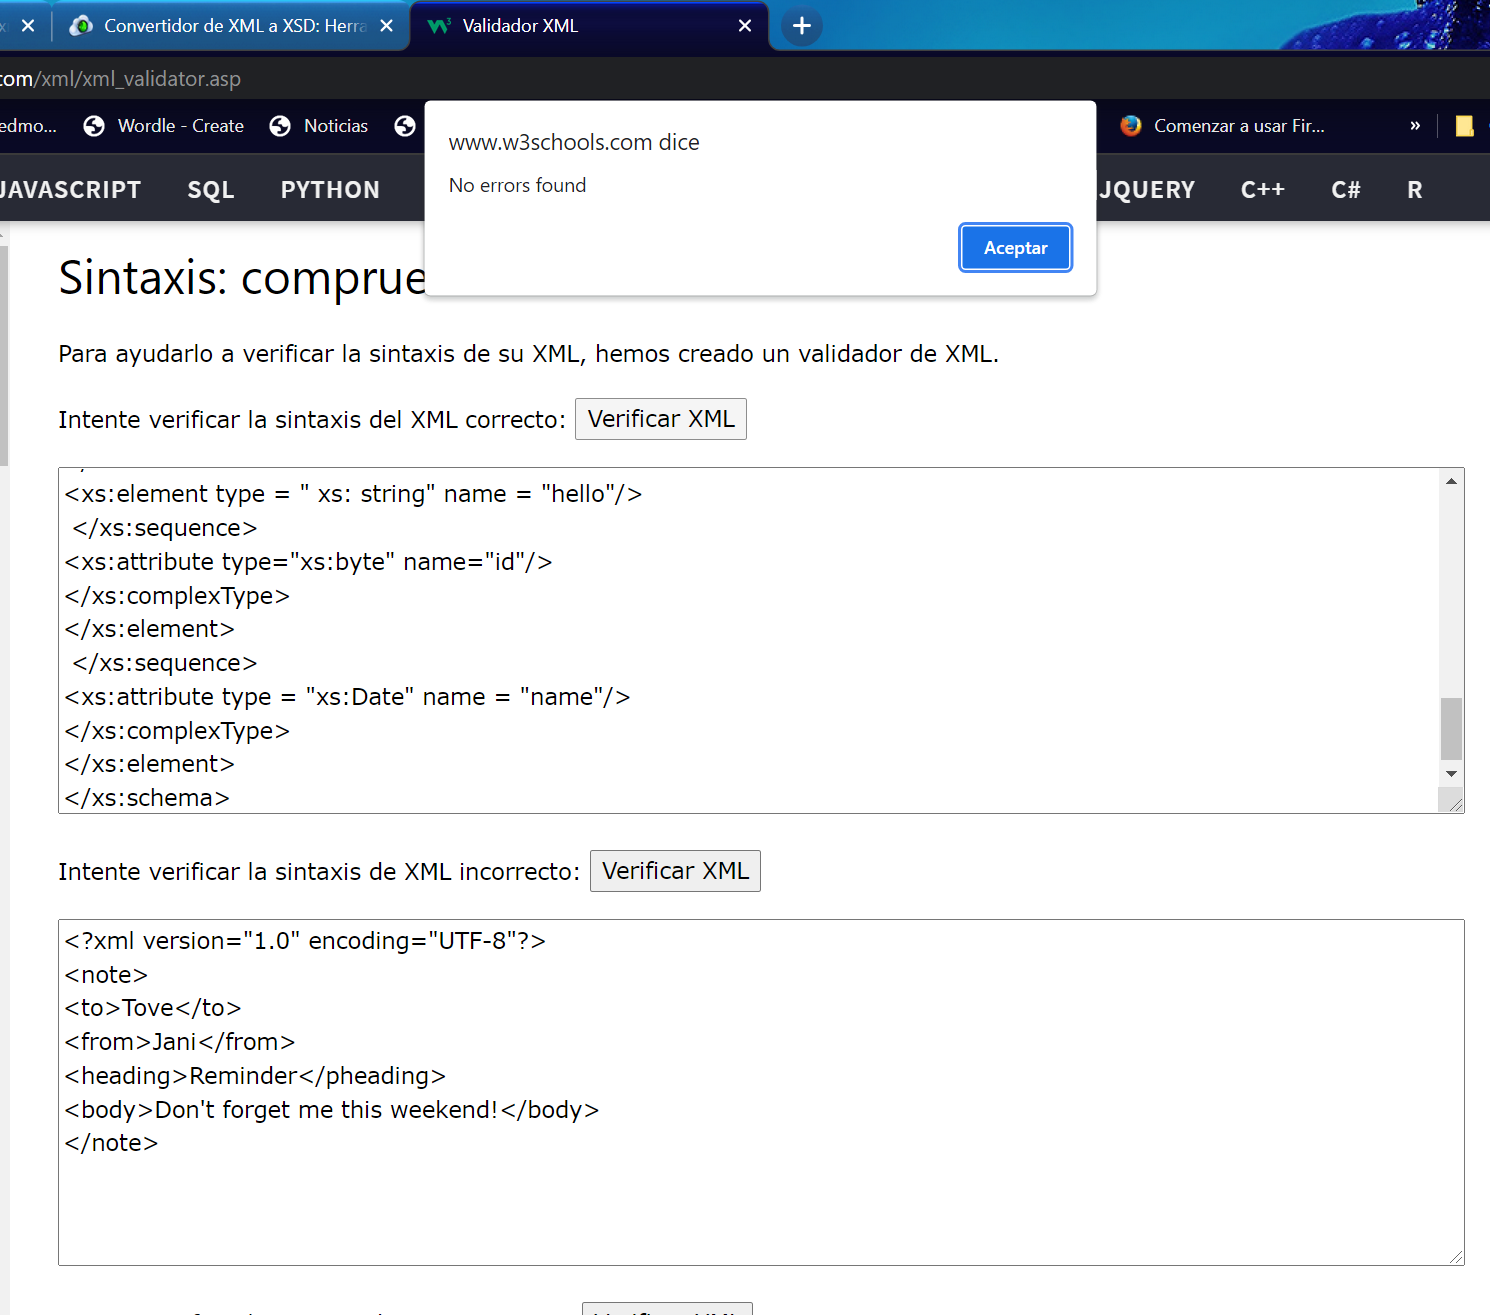 Convertidor de XML a XSD: Herra
Validador XML
com/xml/xml_validator.asp
edmo...
Wordle - Create
Noticias
Comenzar a usar Fir...
»
www.w3schools.com dice
No errors found
Aceptar
JAVASCRIPT
SQL
PYTHON
JQUERY
C++
C#
R
Sintaxis: comprue
Para ayudarlo a verificar la sintaxis de su XML, hemos creado un validador de XML.
Intente verificar la sintaxis del XML correcto:
Verificar XML
<xs:element type = " xs: string" name = "hello"/>
</xs:sequence>
<xs:attribute type="xs:byte" name="id"/>
</xs:complexType>
</xs:element>
</xs:sequence>
<xs:attribute type = "xs:Date" name = "name"/>
</xs:complexType>
</xs:element>
</xs:schema>
Intente verificar la sintaxis de XML incorrecto:
Verificar XML
<?xml version="1.0" encoding="UTF-8"?>
<note>
<to>Tove</to>
<from>Jani</from>
<heading>Reminder</pheading>
<body>Don't forget me this weekend!</body>
</note>